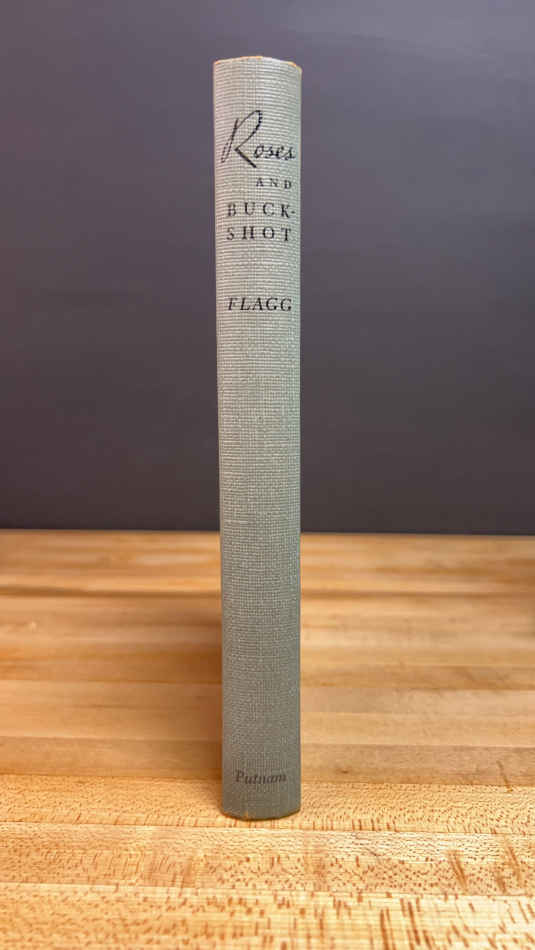 Roses
AND
BUCK-
SHOT
FLAGG
Putnam